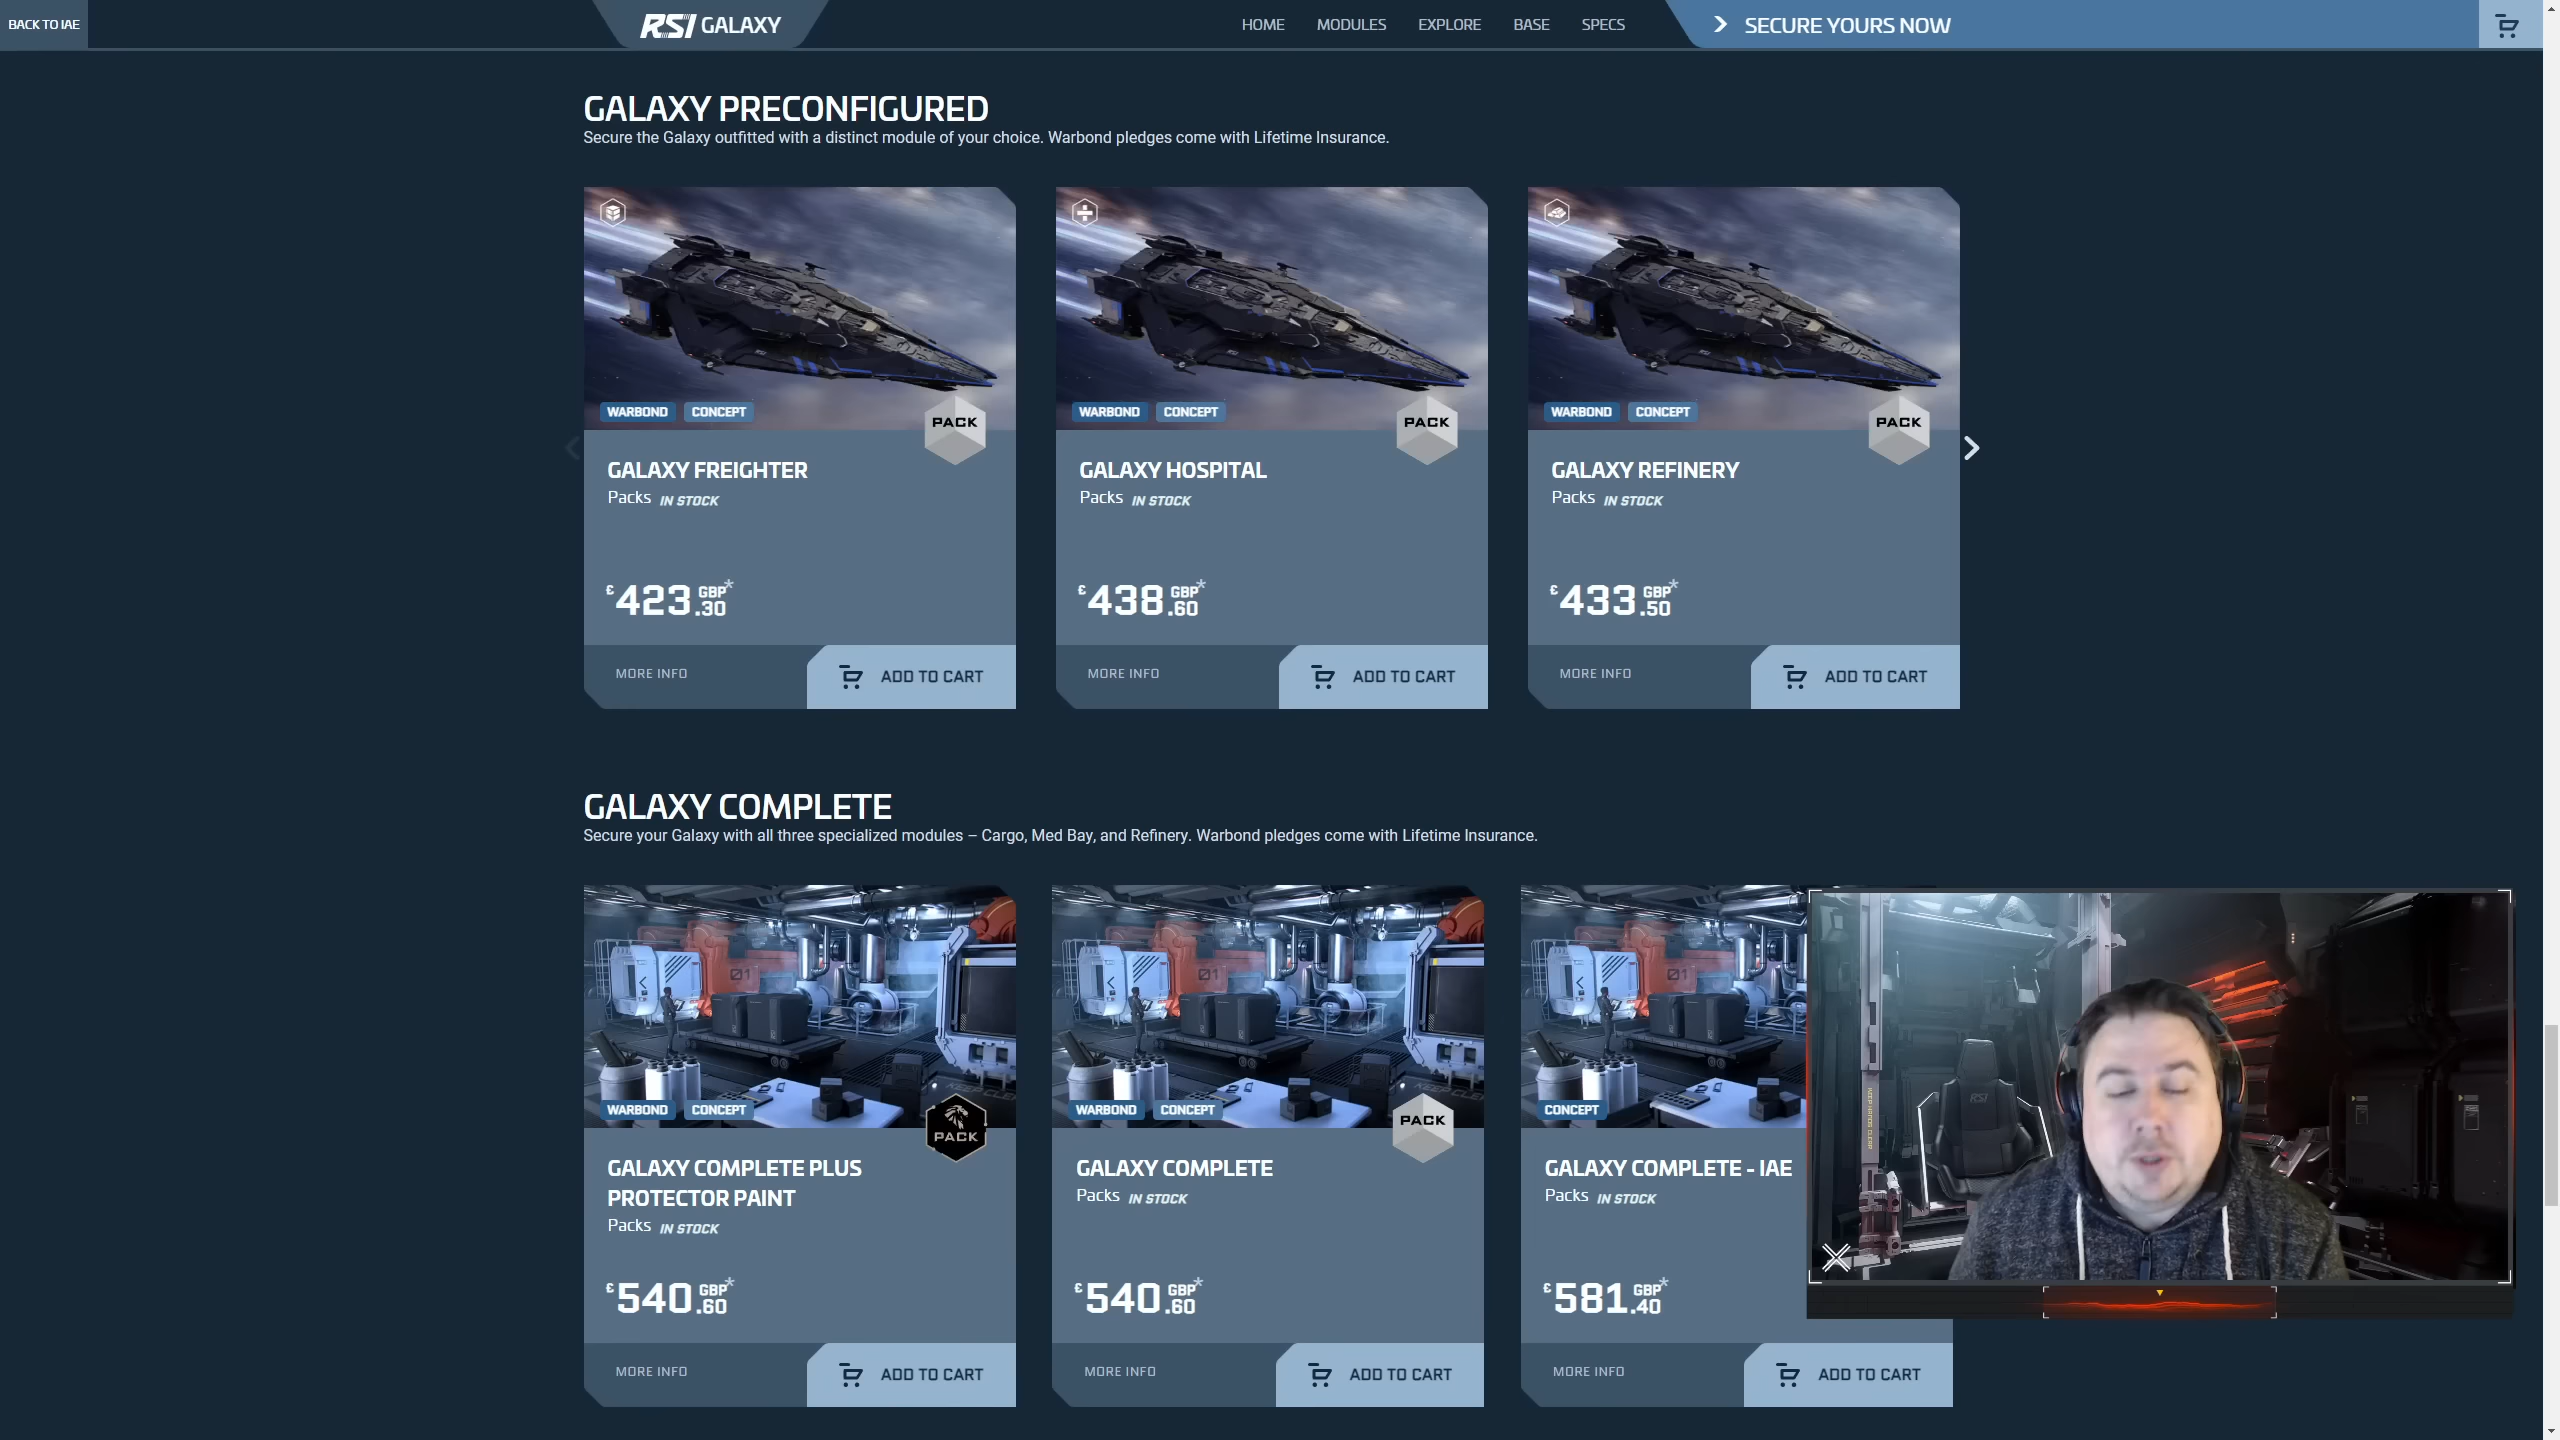 BACK TO IAE
RSI GALAXY
HOME
MODULES
EXPLORE
BASE
SPECS
SECURE YOURS NOW
GALAXY PRECONFIGURED
Secure the Galaxy outfitted with a distinct module of your choice. Warbond pledges come with Lifetime Insurance.
WARBOND CONCEPT
PACK
GALAXY FREIGHTER
Packs IN STOCK
£423.30 GBP*
MORE INFO
ADD TO CART
WARBOND CONCEPT
PACK
GALAXY HOSPITAL
Packs IN STOCK
£438.60 GBP*
MORE INFO
ADD TO CART
WARBOND CONCEPT
PACK
GALAXY REFINERY
Packs IN STOCK
£433.50 GBP*
MORE INFO
ADD TO CART
GALAXY COMPLETE
Secure your Galaxy with all three specialized modules – Cargo, Med Bay, and Refinery. Warbond pledges come with Lifetime Insurance.
01
WARBOND CONCEPT
PACK
GALAXY COMPLETE PLUS
PROTECTOR PAINT
Packs IN STOCK
£540.60 GBP*
MORE INFO
ADD TO CART
01
WARBOND CONCEPT
PACK
GALAXY COMPLETE
Packs IN STOCK
£540.60 GBP*
MORE INFO
ADD TO CART
01
CONCEPT
GALAXY COMPLETE - IAE
Packs IN STOCK
£581.40 GBP*
MORE INFO
ADD TO CART
RSI